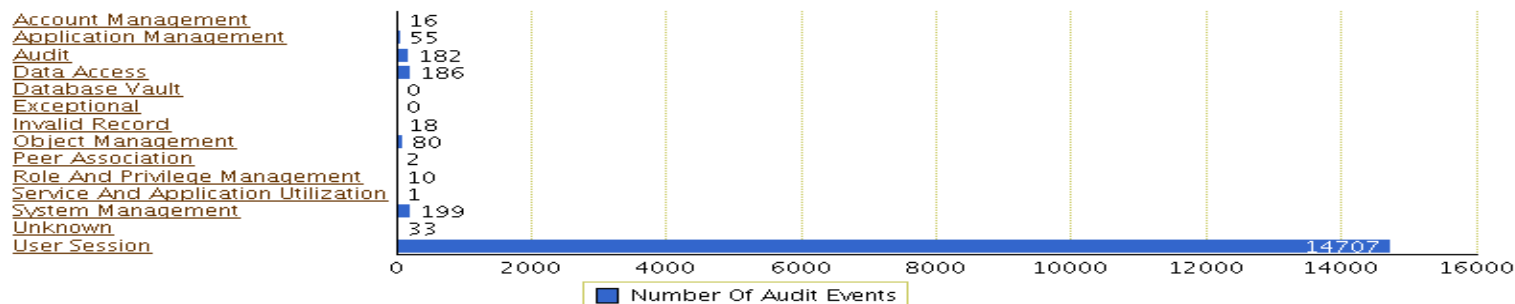 Account Management 16
Application Management 55
Audit 182
Data Access 186
Database Vault 0
Exceptional 0
Invalid Record 18
Object Management 80
Peer Association 2
Role And Privilege Management 10
Service And Application Utilization 1
System Management 199
Unknown 33
User Session 14707
0 2000 4000 6000 8000 10000 12000 14000 16000
Number Of Audit Events